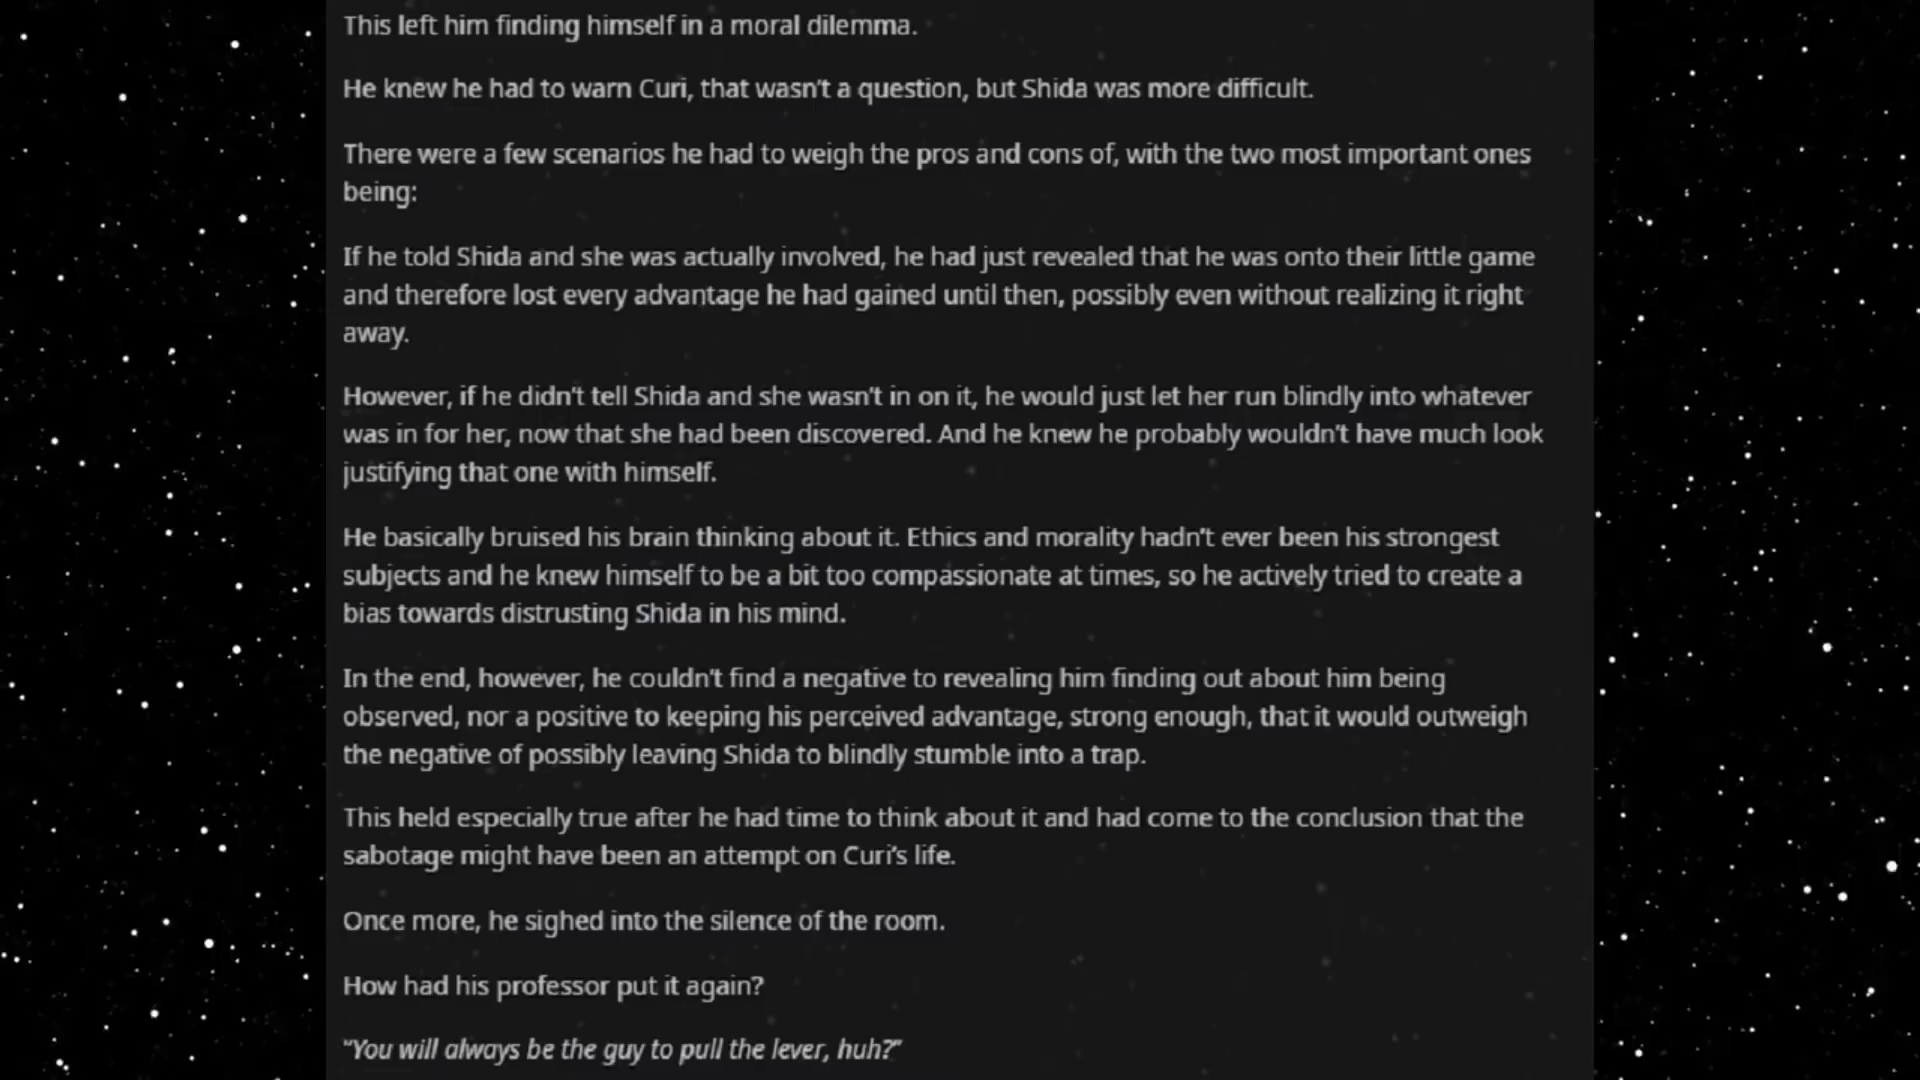 This left him finding himself in a moral dilemma.
He knew he had to warn Curi, that wasn't a question, but Shida was more difficult.
There were a few scenarios he had to weigh the pros and cons of, with the two most important ones
being:
If he told Shida and she was actually involved, he had just revealed that he was onto their little game
and therefore lost every advantage he had gained until then, possibly even without realizing it right
away.
However, if he didn't tell Shida and she wasn't in on it, he would just let her run blindly into whatever
was in for her, now that she had been discovered. And he knew he probably wouldn't have much look
justifying that one with himself.
He basically bruised his brain thinking about it. Ethics and morality hadn't ever been his strongest
subjects and he knew himself to be a bit too compassionate at times, so he actively tried to create a
bias towards distrusting Shida in his mind.
In the end, however, he couldn't find a negative to revealing him finding out about him being
observed, nor a positive to keeping his perceived advantage, strong enough, that it would outweigh
the negative of possibly leaving Shida to blindly stumble into a trap.
This held especially true after he had time to think about it and had come to the conclusion that the
sabotage might have been an attempt on Curi's life.
Once more, he sighed into the silence of the room.
How had his professor put it again?
"You will always be the guy to pull the lever, huh?"